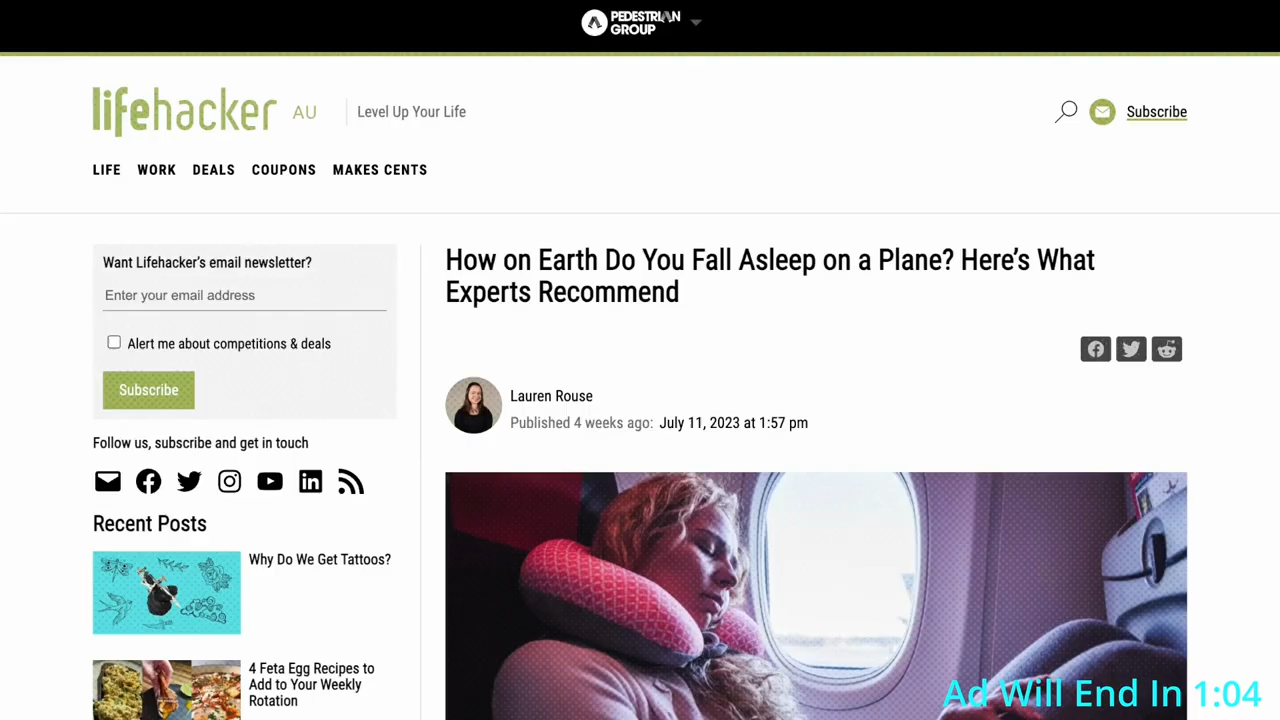 PEDESTRIAN
GROUP
lifehacker AU
Level Up Your Life
Subscribe
LIFE WORK DEALS COUPONS MAKES CENTS
Want Lifehacker's email newsletter?
Enter your email address
Alert me about competitions & deals
Subscribe
Follow us, subscribe and get in touch
Recent Posts
Why Do We Get Tattoos?
4 Feta Egg Recipes to
Add to Your Weekly
Rotation
How on Earth Do You Fall Asleep on a Plane? Here's What
Experts Recommend
Lauren Rouse
Published 4 weeks ago: July 11, 2023 at 1:57 pm
Ad Will End In 1:04